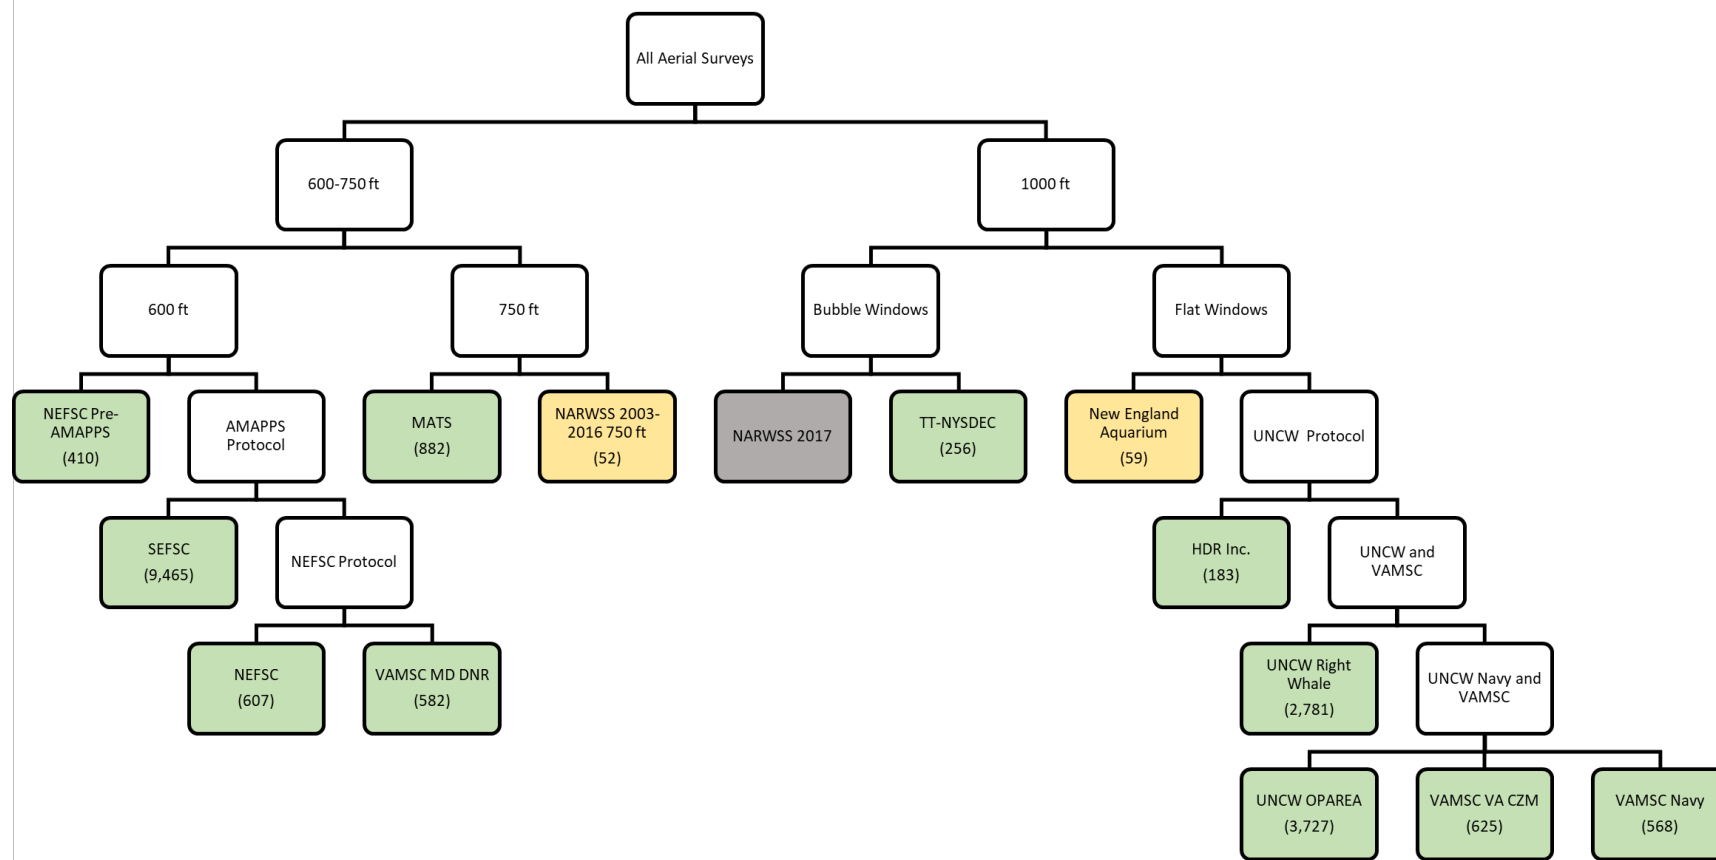 All Aerial Surveys
600-750 ft
1000 ft
600 ft
750 ft
Bubble Windows
Flat Windows
NEFSC Pre-
AMAPPS
(410)
AMAPPS
Protocol
MATS
(882)
NARWSS 2003-
2016 750 ft
(52)
NARWSS 2017
TT-NYSDEC
(256)
New England
Aquarium
(59)
UNCW Protocol
SEFSC
(9,465)
NEFSC Protocol
HDR Inc.
(183)
UNCW and
VAMSC
NEFSC
(607)
VAMSC MD DNR
(582)
UNCW Right
Whale
(2,781)
UNCW Navy and
VAMSC
UNCW OPAREA
(3,727)
VAMSC VA CZM
(625)
VAMSC Navy
(568)